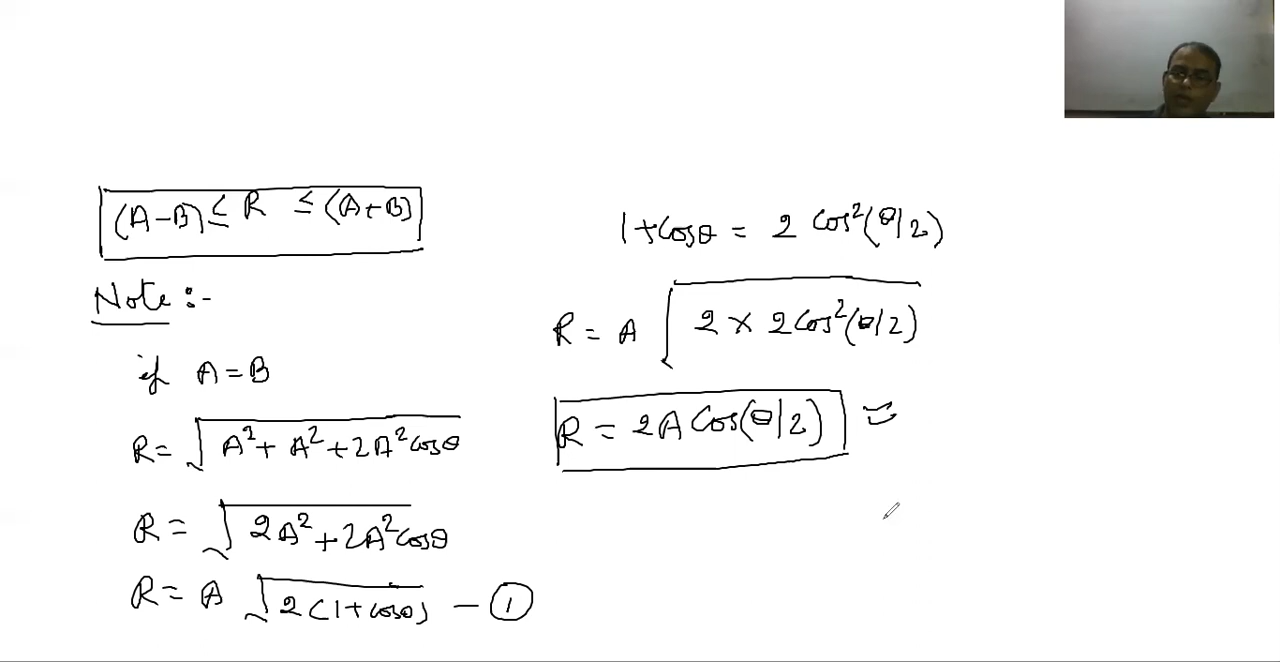 (A-B) ≤ R ≤ (A+B)
Note :-
if A = B
R = √(A² + A² + 2A² cosθ)
R = √(2A² + 2A² cosθ)
R = A √(2(1 + cosθ)) — ①
1 + cosθ = 2 cos²(θ/2)
R = A √(2 × 2cos²(θ/2))
R = 2A cos(θ/2)